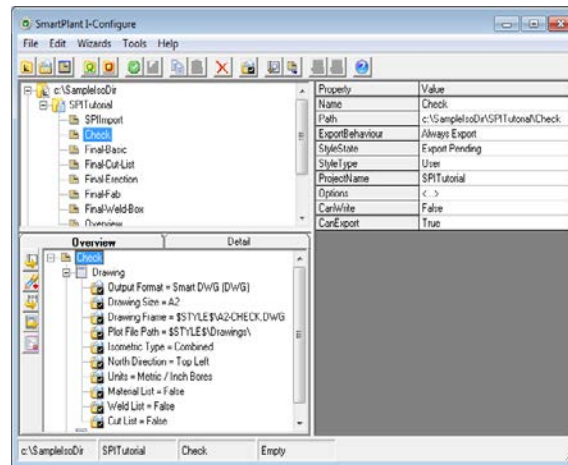 SmartPlant I-Configure
File Edit Wizards Tools Help
c:\SampleIsoDir
SPITutorial
SPIImport
Check
Final-Basic
Final-Cut-List
Final-Erection
Final-Fab
Final-Weld-Box
Overview
Property Value
Name Check
Path c:\SampleIsoDir\SPITutorial\Check
ExportBehaviour Always Export
StyleState Export Pending
StyleType User
ProjectName SPITutorial
Options <...>
CanWrite False
CanExport True
Overview Detail
Check
Drawing
Output Format = Smart DWG (DWG)
Drawing Size = A2
Drawing Frame = $STYLE$\A2-CHECK.DWG
Plot File Path = $STYLE$\Drawings\
Isometric Type = Combined
North Direction = Top Left
Units = Metric / Inch Bores
Material List = False
Weld List = False
Cut List = False
c:\SampleIsoDir SPITutorial Check Empty